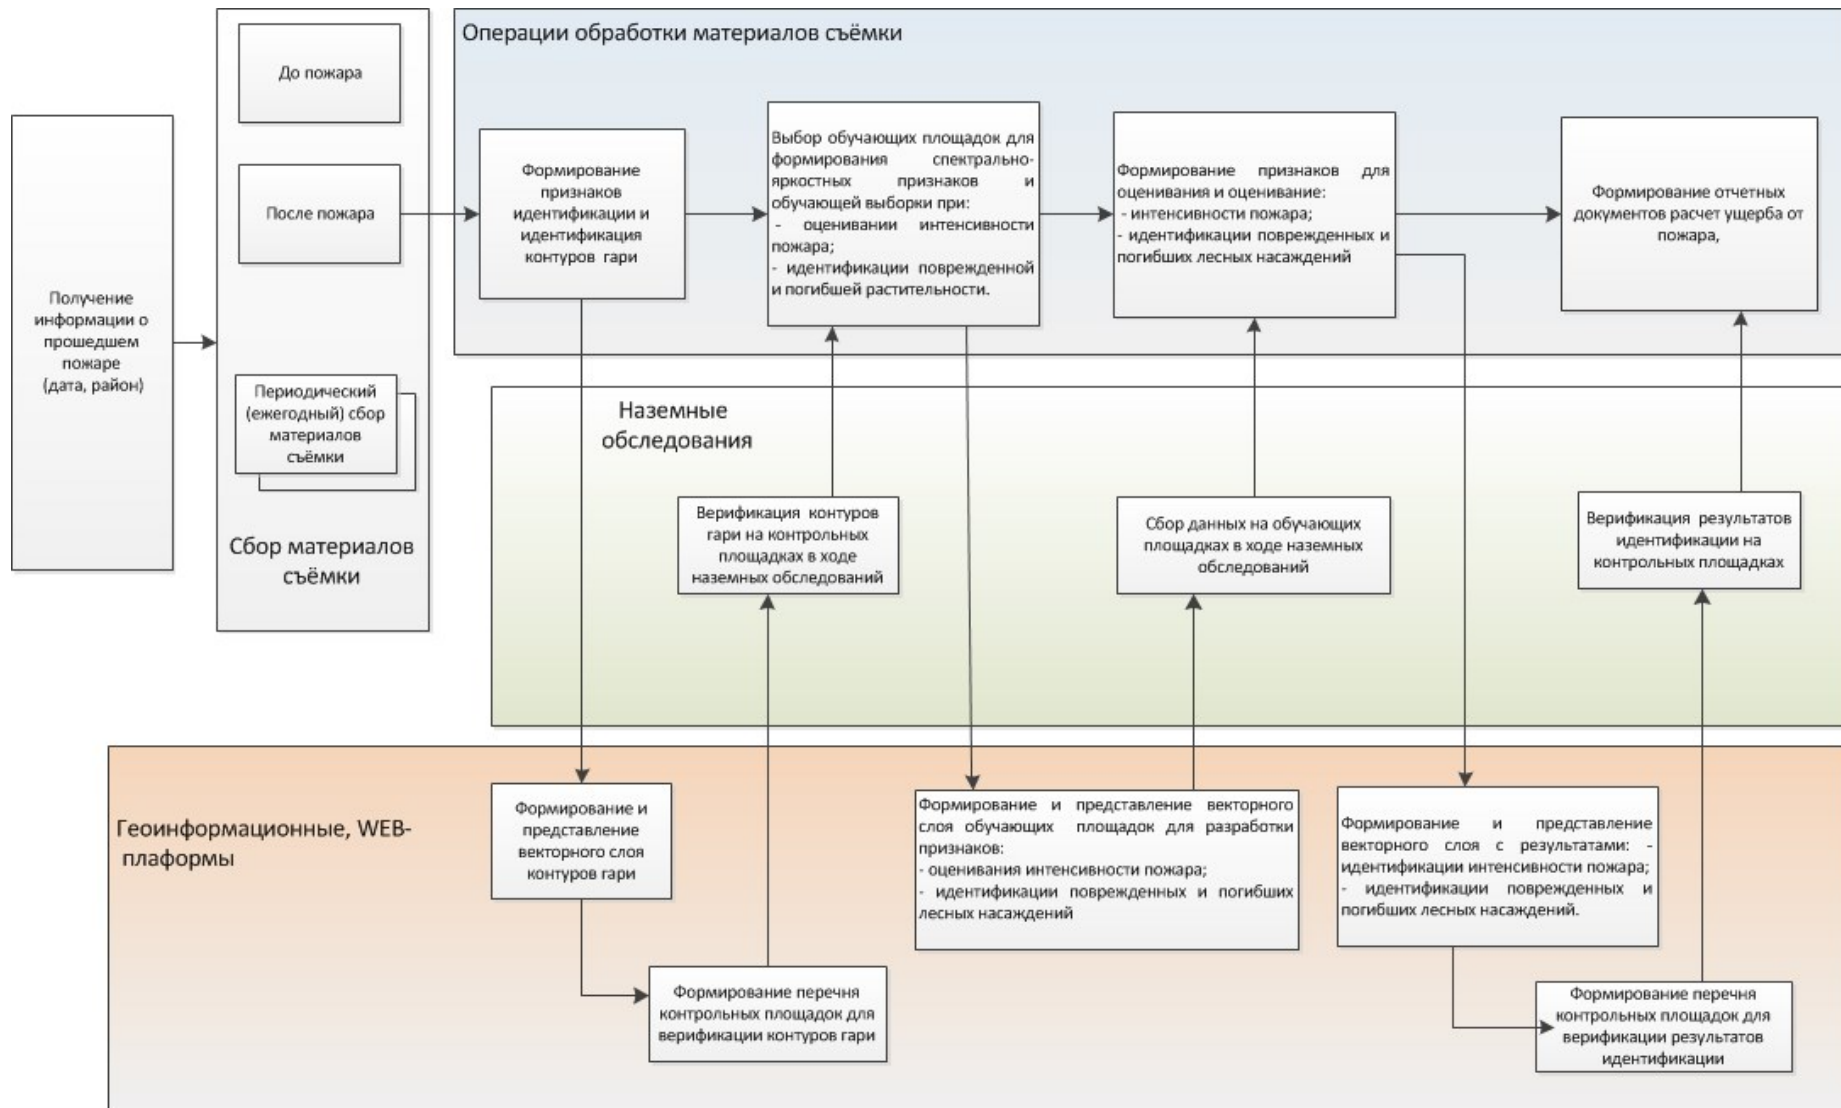 Получение
информации о
прошедшем
пожаре
(дата, район)
До пожара
После пожара
Периодический
(ежегодный) сбор
материалов
съёмки
Сбор материалов
съёмки
Операции обработки материалов съёмки
Формирование
признаков
идентификации и
идентификация
контуров гари
Выбор обучающих площадок для
формирования спектрально-
яркостных признаков и
обучающей выборки при:
- оценивании интенсивности
пожара;
- идентификации поврежденной
и погибшей растительности.
Формирование признаков для
оценивания и оценивание:
- интенсивности пожара;
- идентификации поврежденных и
погибших лесных насаждений
Формирование отчетных
документов расчет ущерба от
пожара,
Наземные
обследования
Верификация контуров
гари на контрольных
площадках в ходе
наземных обследований
Сбор данных на обучающих
площадках в ходе наземных
обследований
Верификация результатов
идентификации на
контрольных площадках
Геоинформационные, WEB-
плаформы
Формирование и
представление
векторного слоя
контуров гари
Формирование перечня
контрольных площадок для
верификации контуров гари
Формирование и представление векторного
слоя обучающих площадок для разработки
признаков:
- оценивания интенсивности пожара;
- идентификации поврежденных и погибших
лесных насаждений
Формирование и представление
векторного слоя с результатами: -
идентификации интенсивности пожара;
- идентификации поврежденных и
погибших лесных насаждений.
Формирование перечня
контрольных площадок для
верификации результатов
идентификации